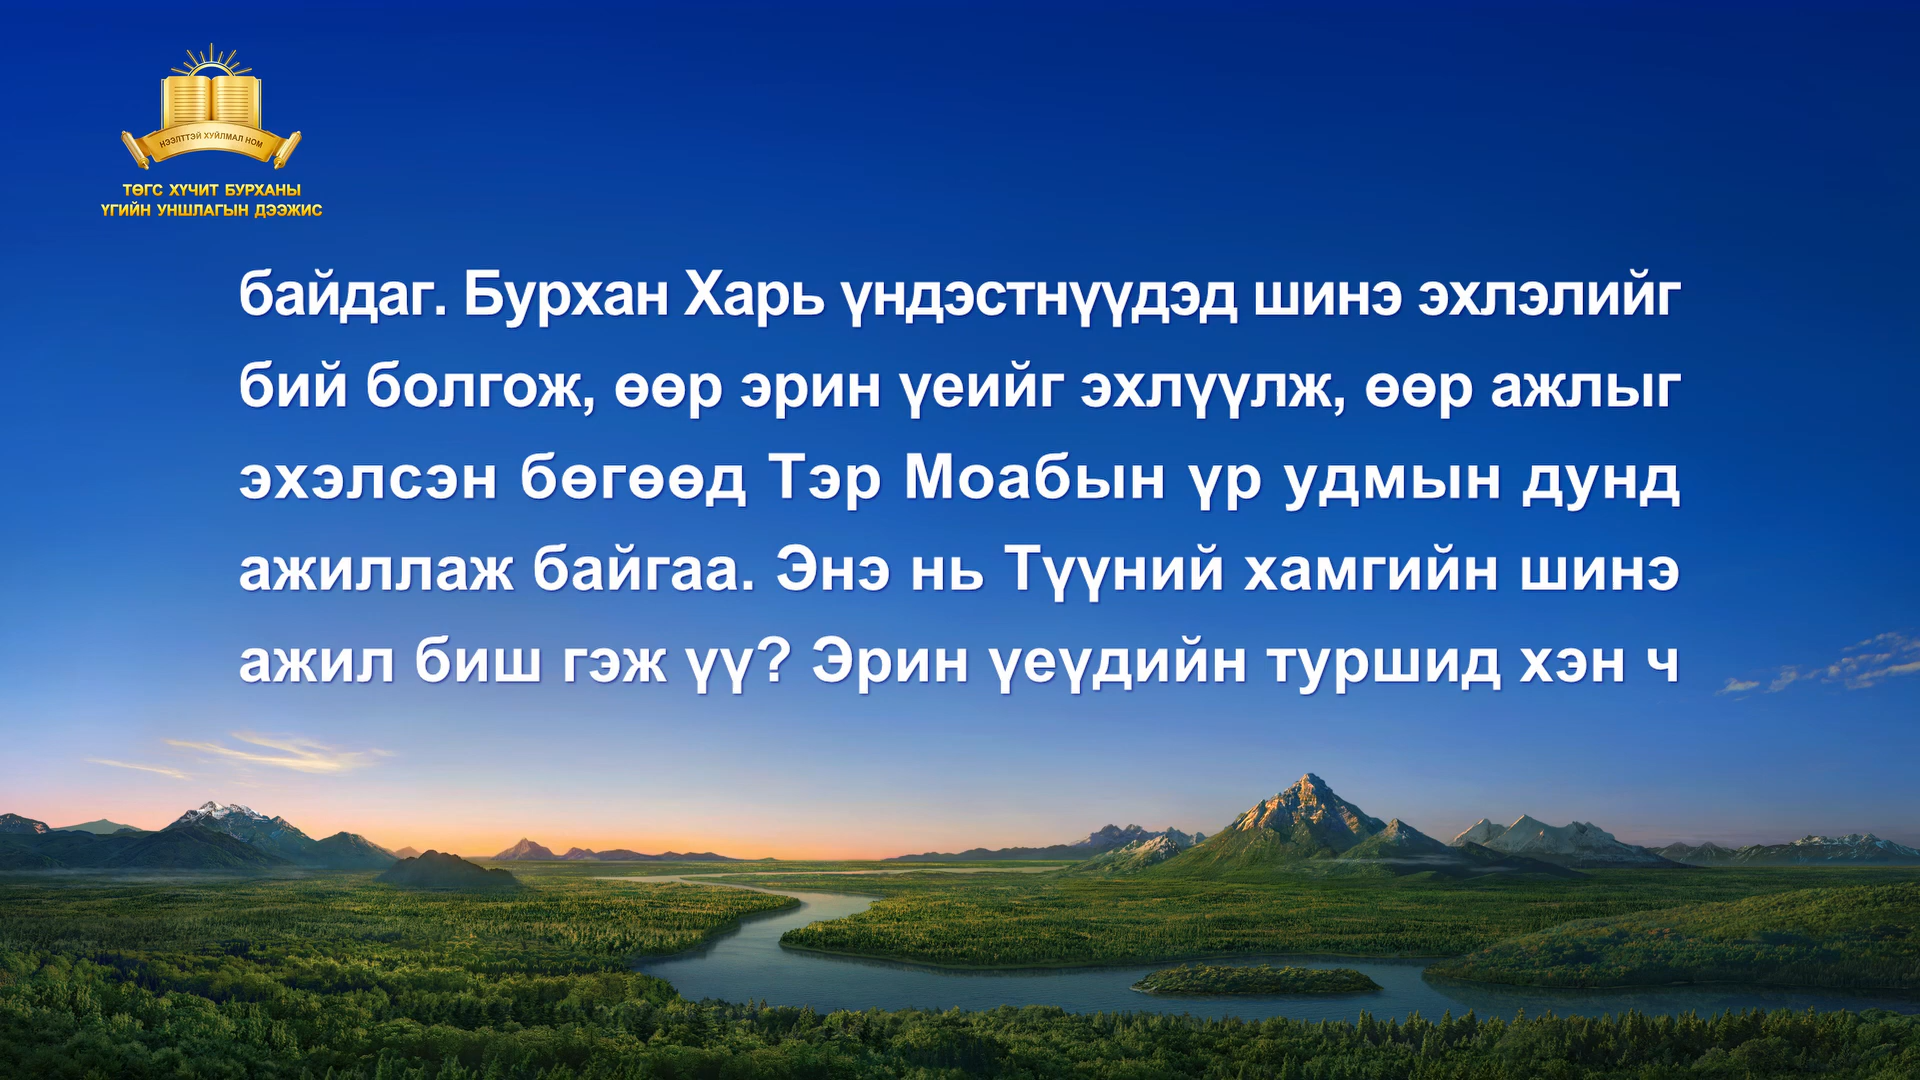 НЭЭЛТТЭЙ ХУЙЛМАЛ НОМ
ТӨГС ХҮЧИТ БУРХАНЫ
ҮГИЙН УНШЛАГЫН ДЭЭЖИС
байдаг. Бурхан Харь үндэстнүүдэд шинэ эхлэлийг
бий болгож, өөр эрин үеийг эхлүүлж, өөр ажлыг
эхэлсэн бөгөөд Тэр Моабын үр удмын дунд
ажиллаж байгаа. Энэ нь Түүний хамгийн шинэ
ажил биш гэж үү? Эрин үеүдийн туршид хэн ч